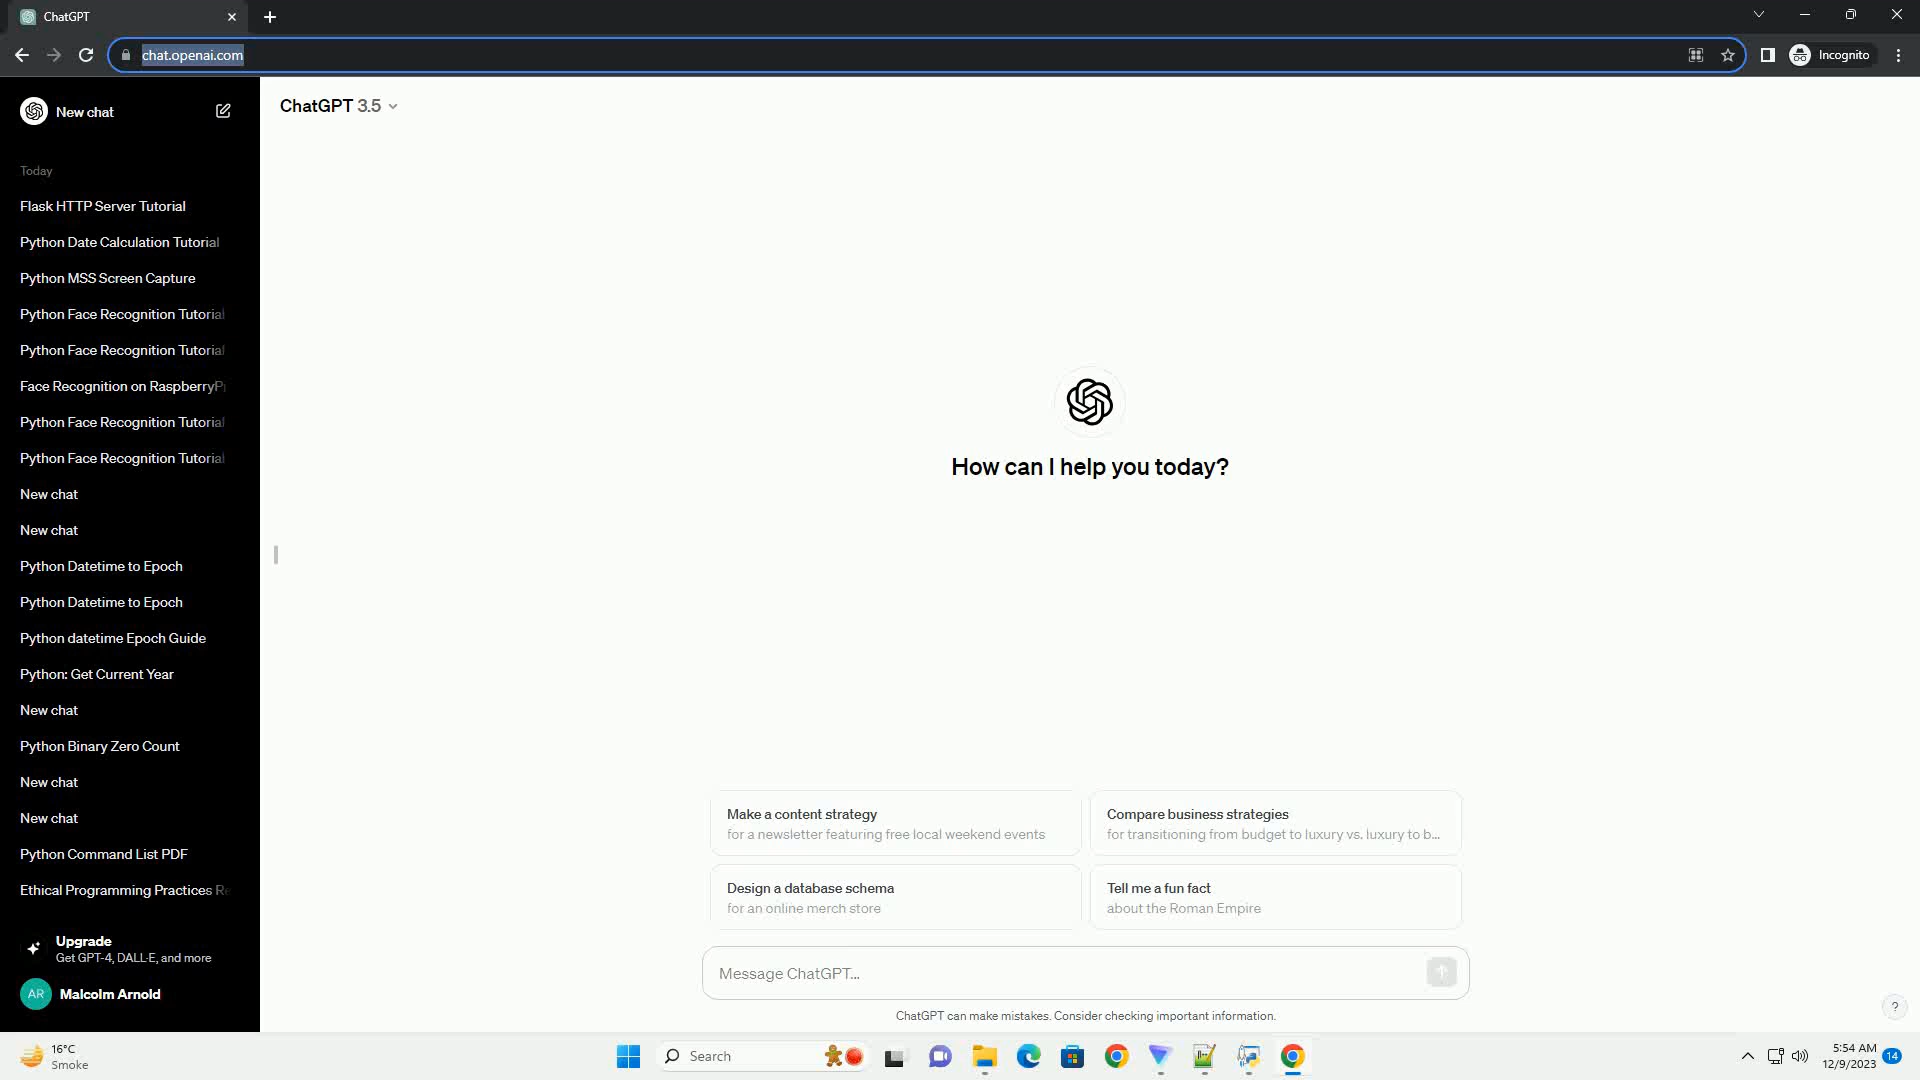 ChatGPT
chat.openai.com
Incognito
New chat
ChatGPT 3.5
Today
Flask HTTP Server Tutorial
Python Date Calculation Tutorial
Python MSS Screen Capture
Python Face Recognition Tutorial
Python Face Recognition Tutorial
Face Recognition on RaspberryP
Python Face Recognition Tutorial
Python Face Recognition Tutorial
New chat
New chat
Python Datetime to Epoch
Python Datetime to Epoch
Python datetime Epoch Guide
Python: Get Current Year
New chat
Python Binary Zero Count
New chat
New chat
Python Command List PDF
Ethical Programming Practices Re
Upgrade
Get GPT-4, DALL·E, and more
AR
Malcolm Arnold
How can I help you today?
Make a content strategy
for a newsletter featuring free local weekend events
Compare business strategies
for transitioning from budget to luxury vs. luxury to b...
Design a database schema
for an online merch store
Tell me a fun fact
about the Roman Empire
Message ChatGPT...
ChatGPT can make mistakes. Consider checking important information.
?
16°C
Smoke
Search
5:54 AM
12/9/2023
14